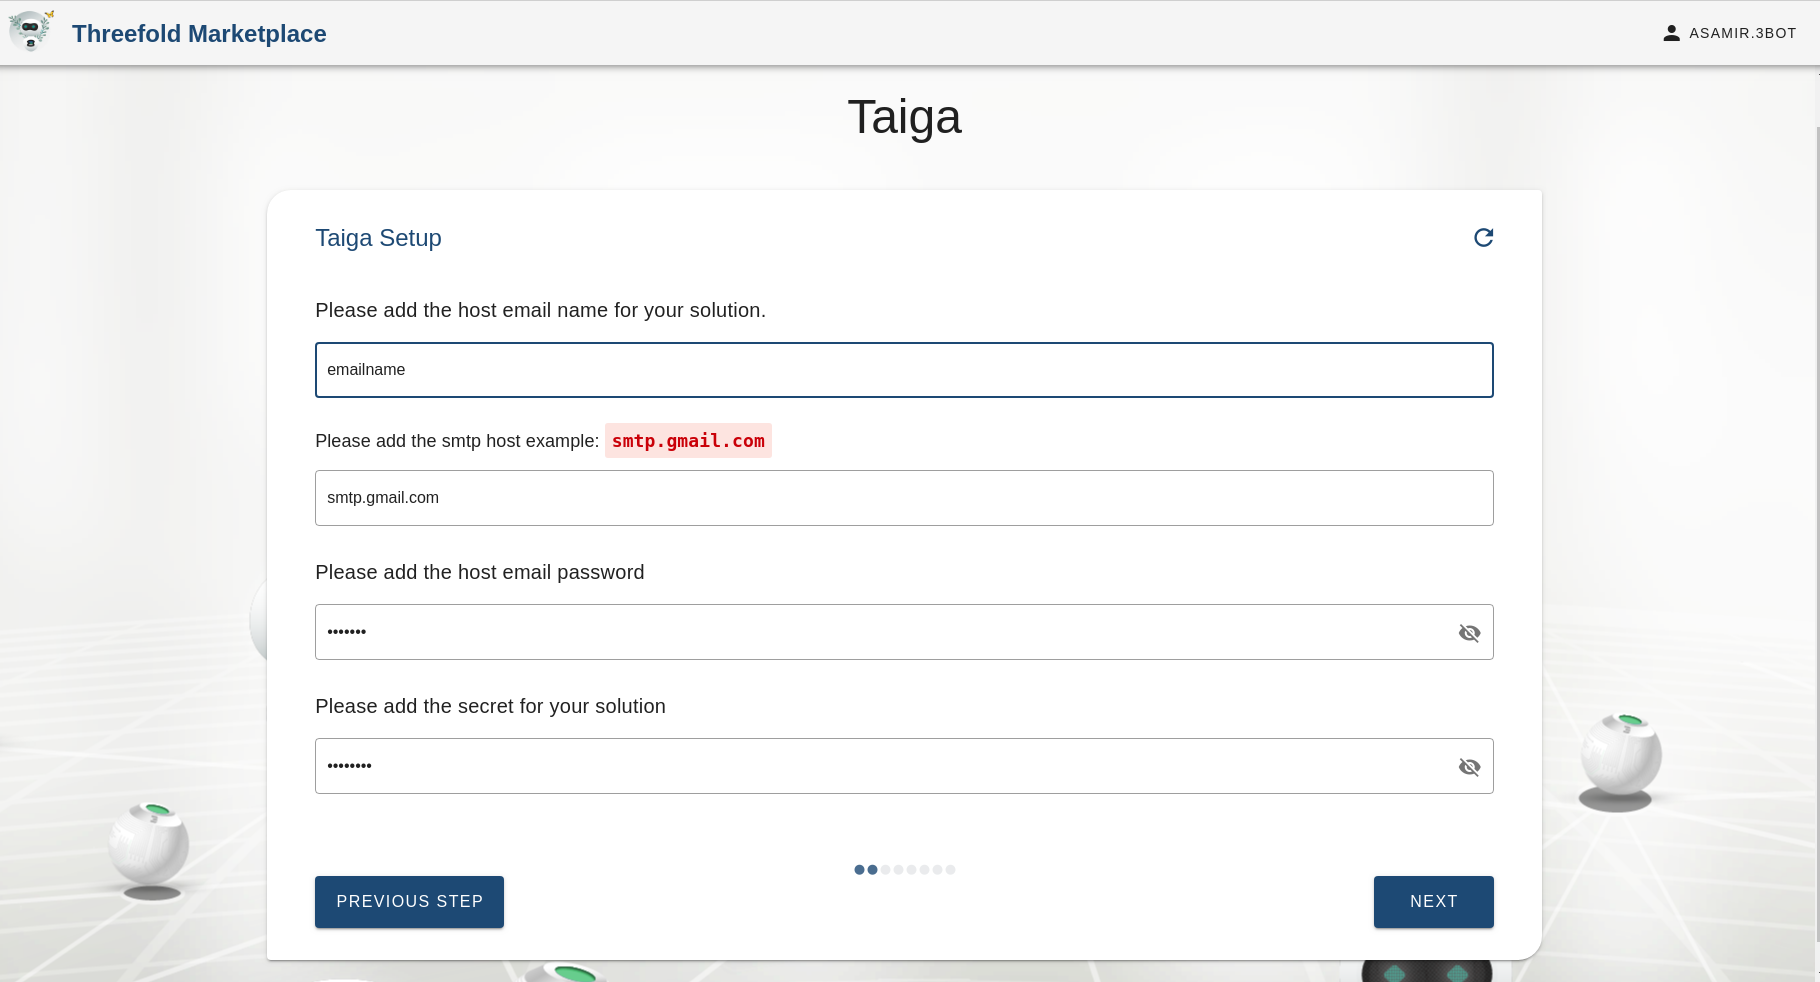 Threefold Marketplace
ASAMIR.3BOT
Taiga
Taiga Setup
Please add the host email name for your solution.
emailname
Please add the smtp host example: smtp.gmail.com
smtp.gmail.com
Please add the host email password
•••••••
Please add the secret for your solution
••••••••
PREVIOUS STEP
NEXT